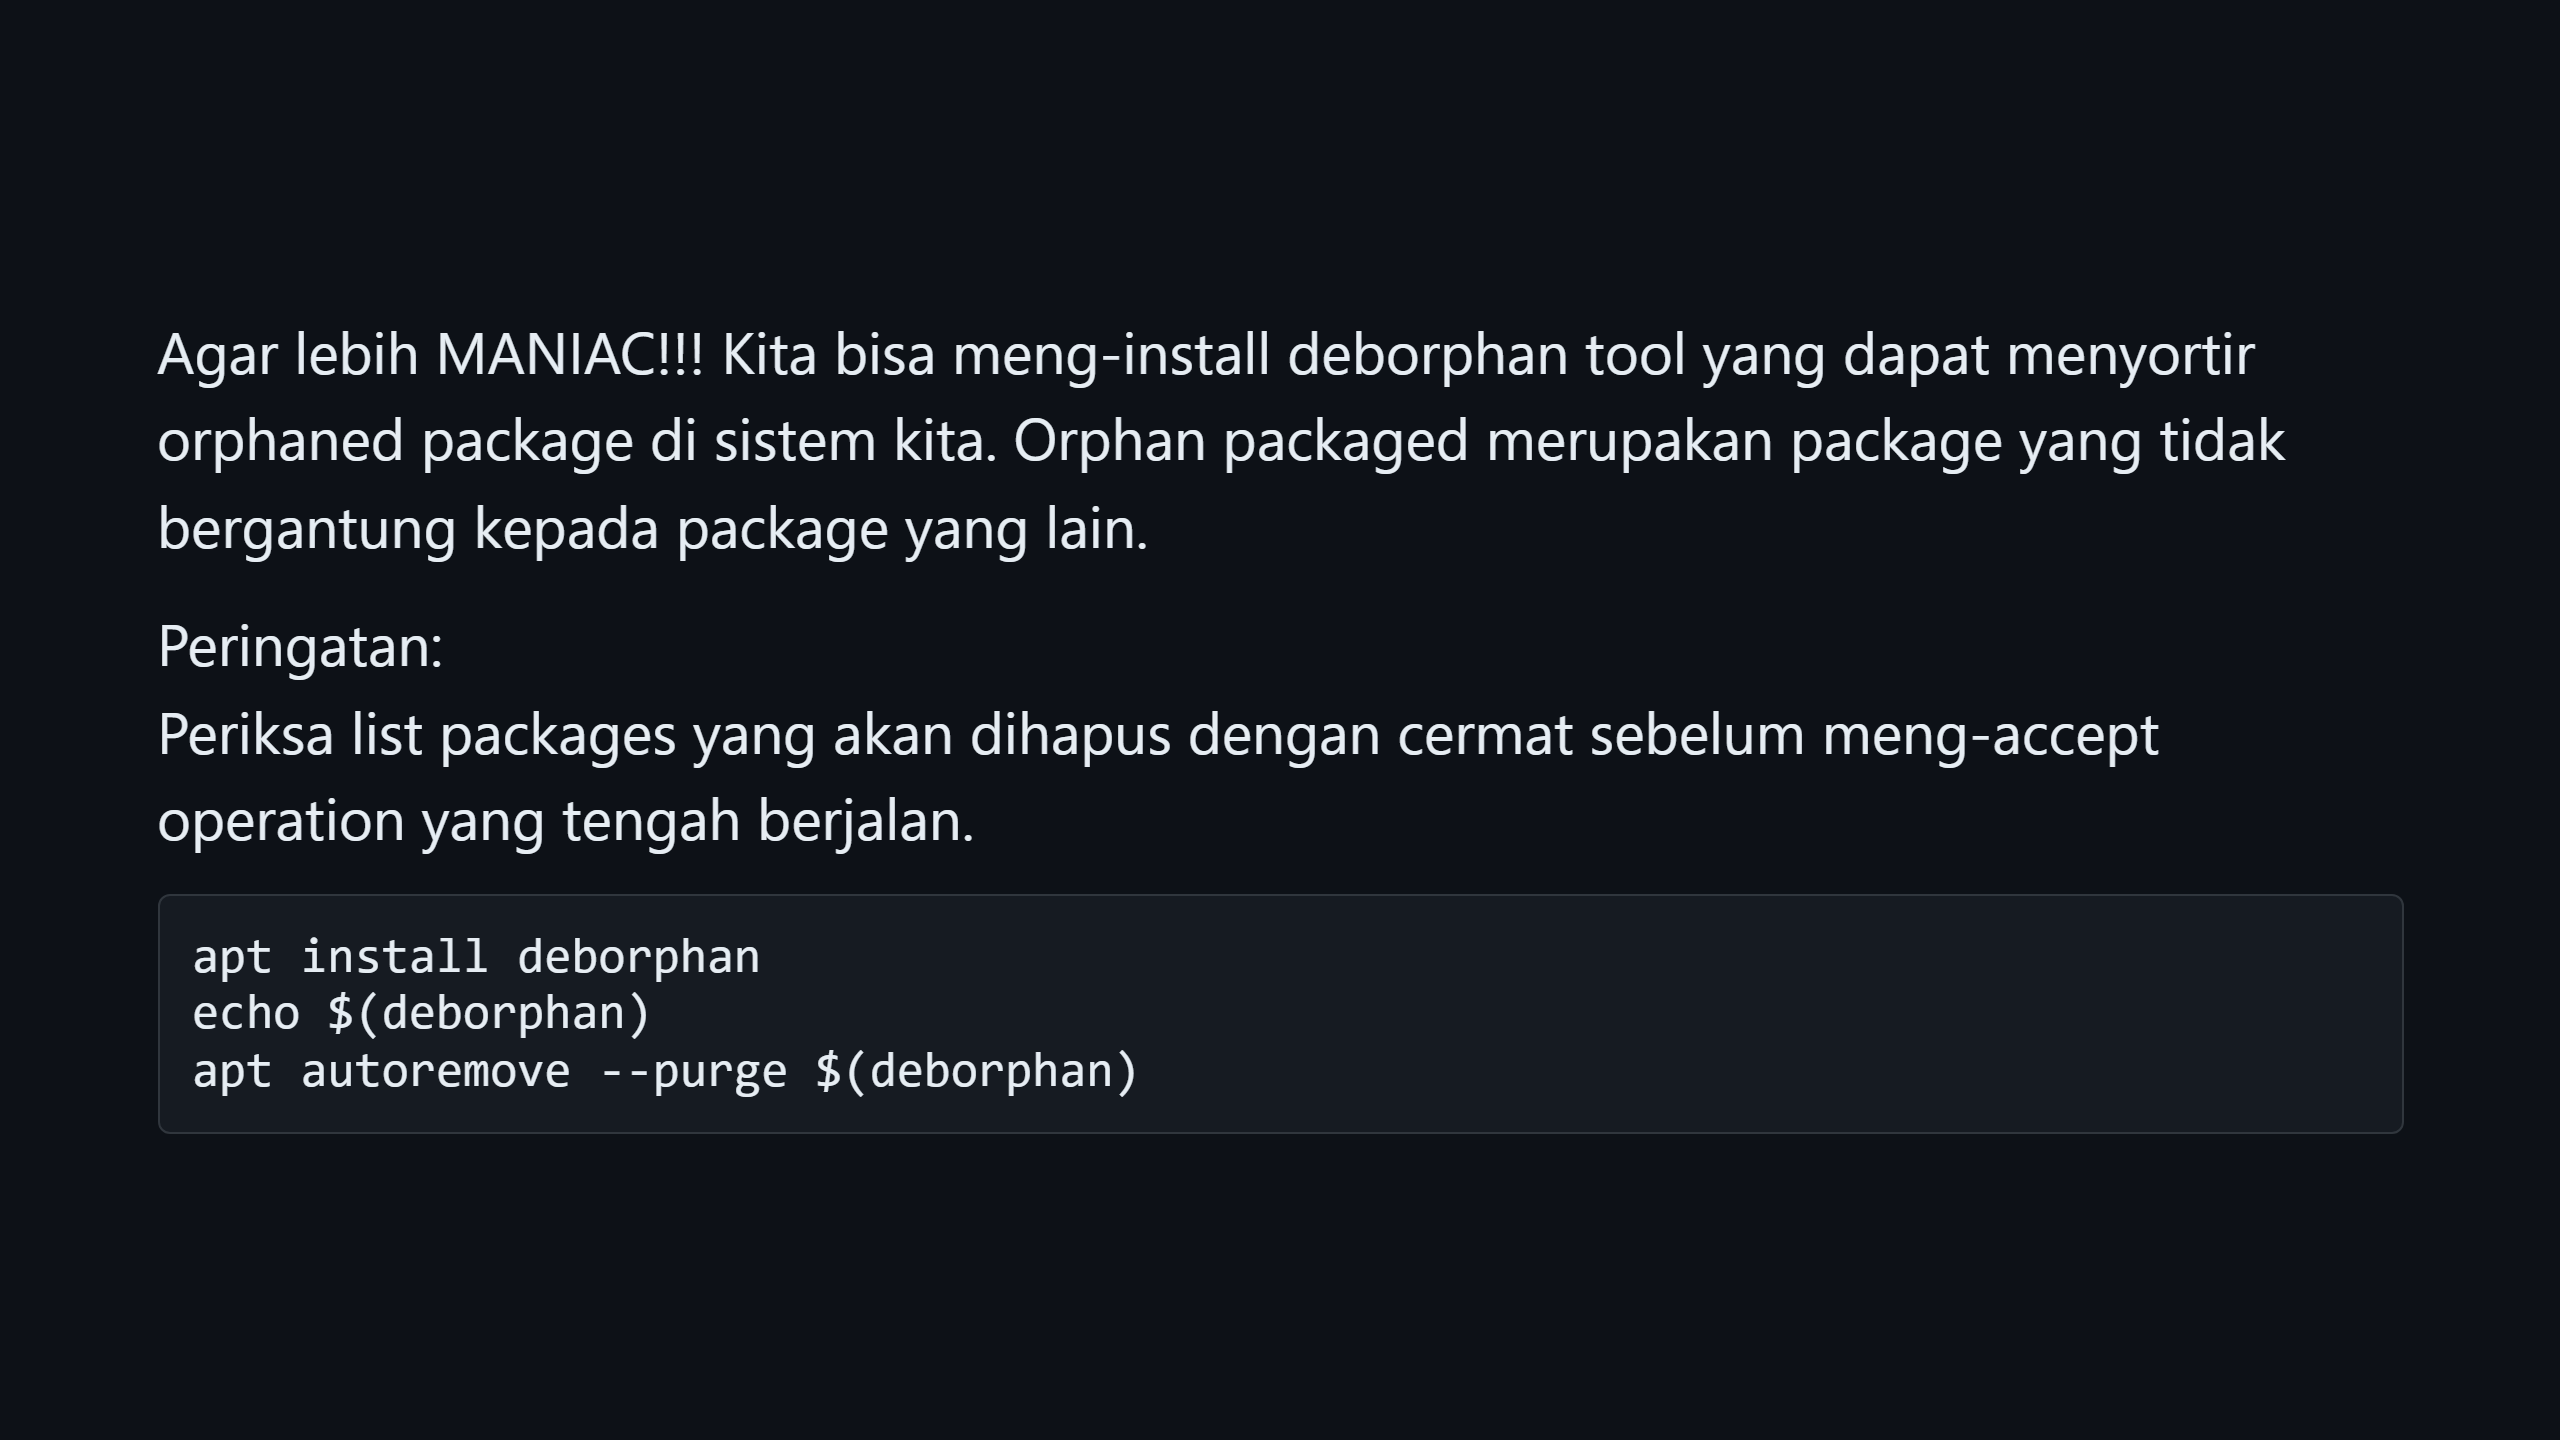 Agar lebih MANIAC!!! Kita bisa meng-install deborphan tool yang dapat menyortir
orphaned package di sistem kita. Orphan packaged merupakan package yang tidak
bergantung kepada package yang lain.
Peringatan:
Periksa list packages yang akan dihapus dengan cermat sebelum meng-accept
operation yang tengah berjalan.
apt install deborphan
echo $(deborphan)
apt autoremove --purge $(deborphan)